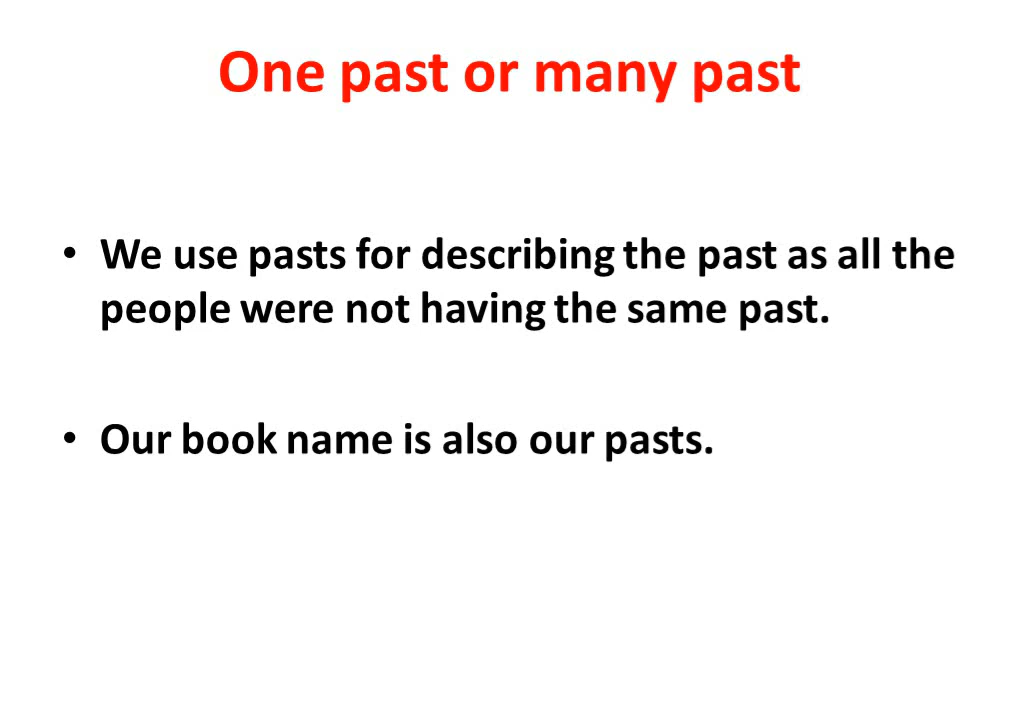 One past or many past
• We use pasts for describing the past as all the
people were not having the same past.
• Our book name is also our pasts.